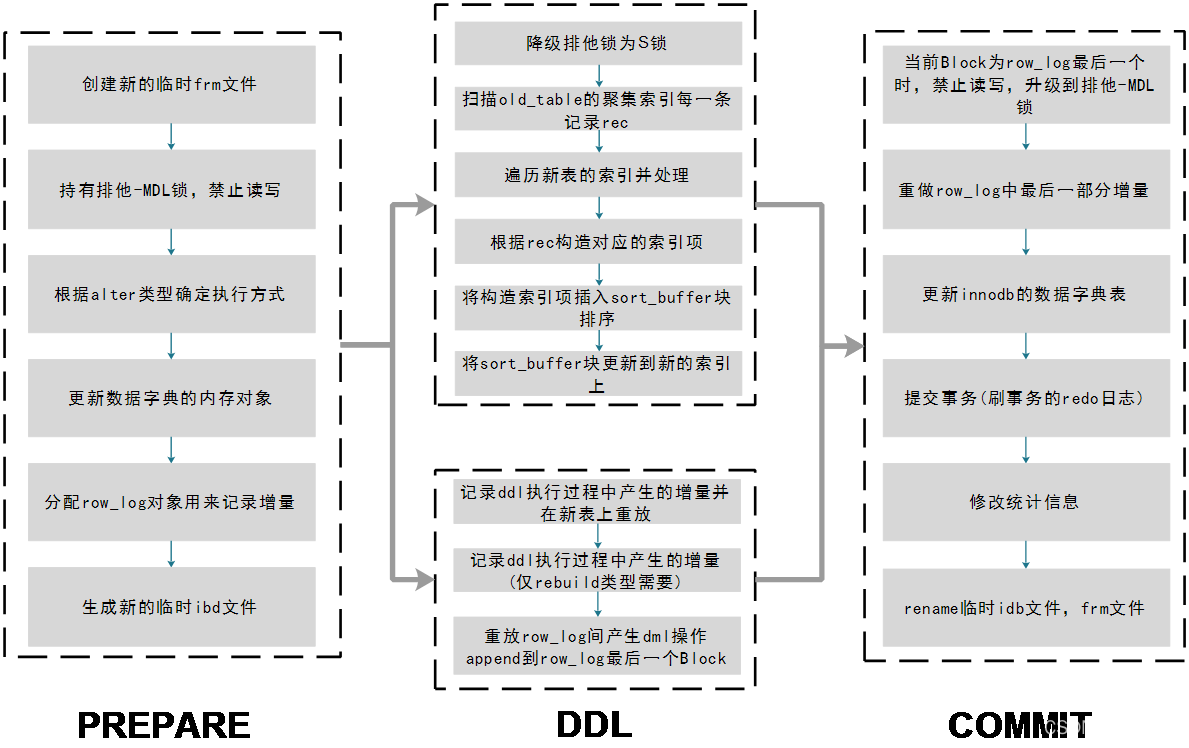 创建新的临时frm文件
持有排他-MDL锁，禁止读写
根据alter类型确定执行方式
更新数据字典的内存对象
分配row_log对象用来记录增量
生成新的临时ibd文件
PREPARE
降级排他锁为S锁
扫描old_table的聚集索引每一条
记录rec
遍历新表的索引并处理
根据rec构造对应的索引项
将构造索引项插入sort_buffer块
排序
将sort_buffer块更新到新的索引
上
记录ddl执行过程中产生的增量并
在新表上重放
记录ddl执行过程中产生的增量
(仅rebuild类型需要)
重放row_log间产生dml操作
append到row_log最后一个Block
DDL
当前Block为row_log最后一个
时，禁止读写，升级到排他-MDL
锁
重做row_log中最后一部分增量
更新innodb的数据字典表
提交事务(刷事务的redo日志)
修改统计信息
rename临时idb文件，frm文件
COMMIT